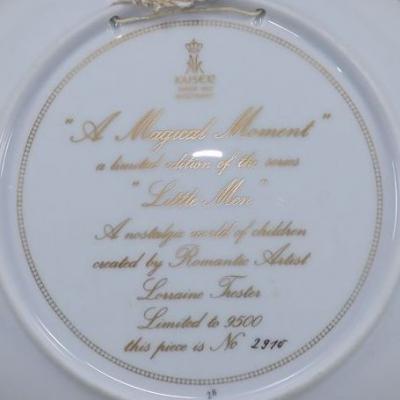 KAISER
"A Magical Moment"
a limited edition of the series
"Little Men"
A nostalgic world of children
created by Romantic Artist
Lorraine Trester
Limited to 9500
this piece is No 2916
28